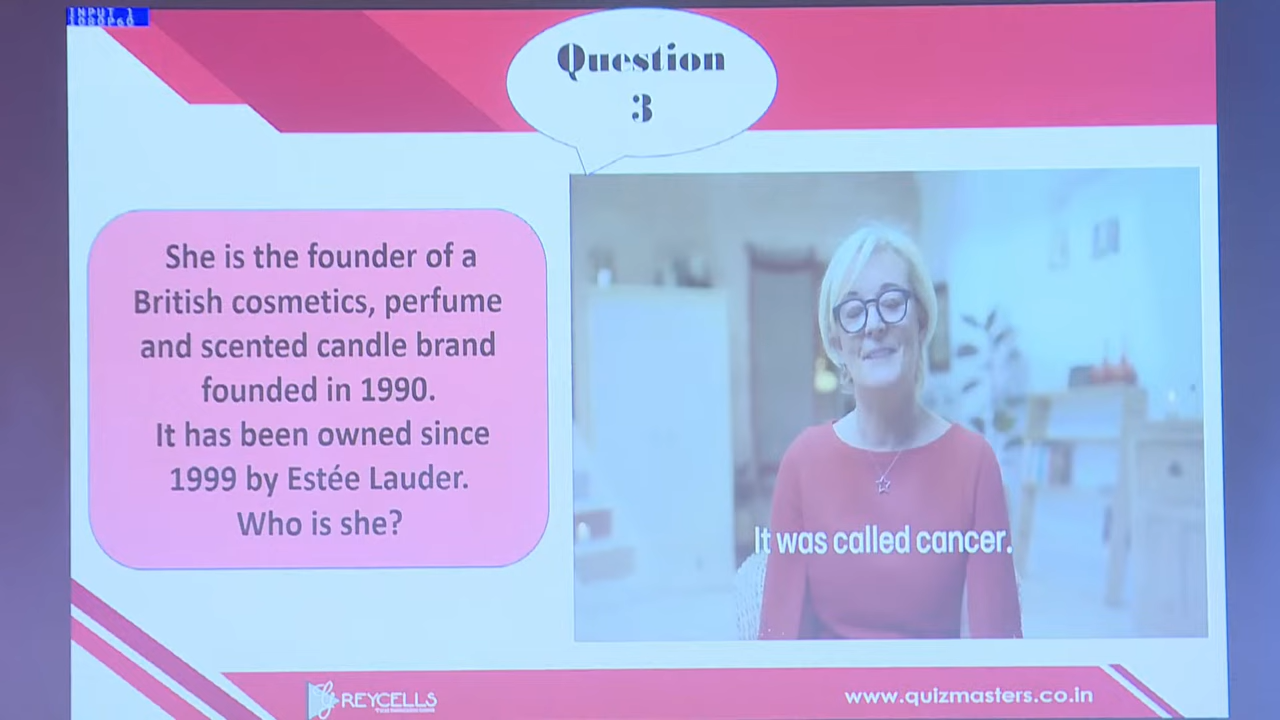 INPUT 1
1080P60
Question
3
She is the founder of a
British cosmetics, perfume
and scented candle brand
founded in 1990.
It has been owned since
1999 by Estée Lauder.
Who is she?
It was called cancer.
GREYCELLS
www.quizmasters.co.in